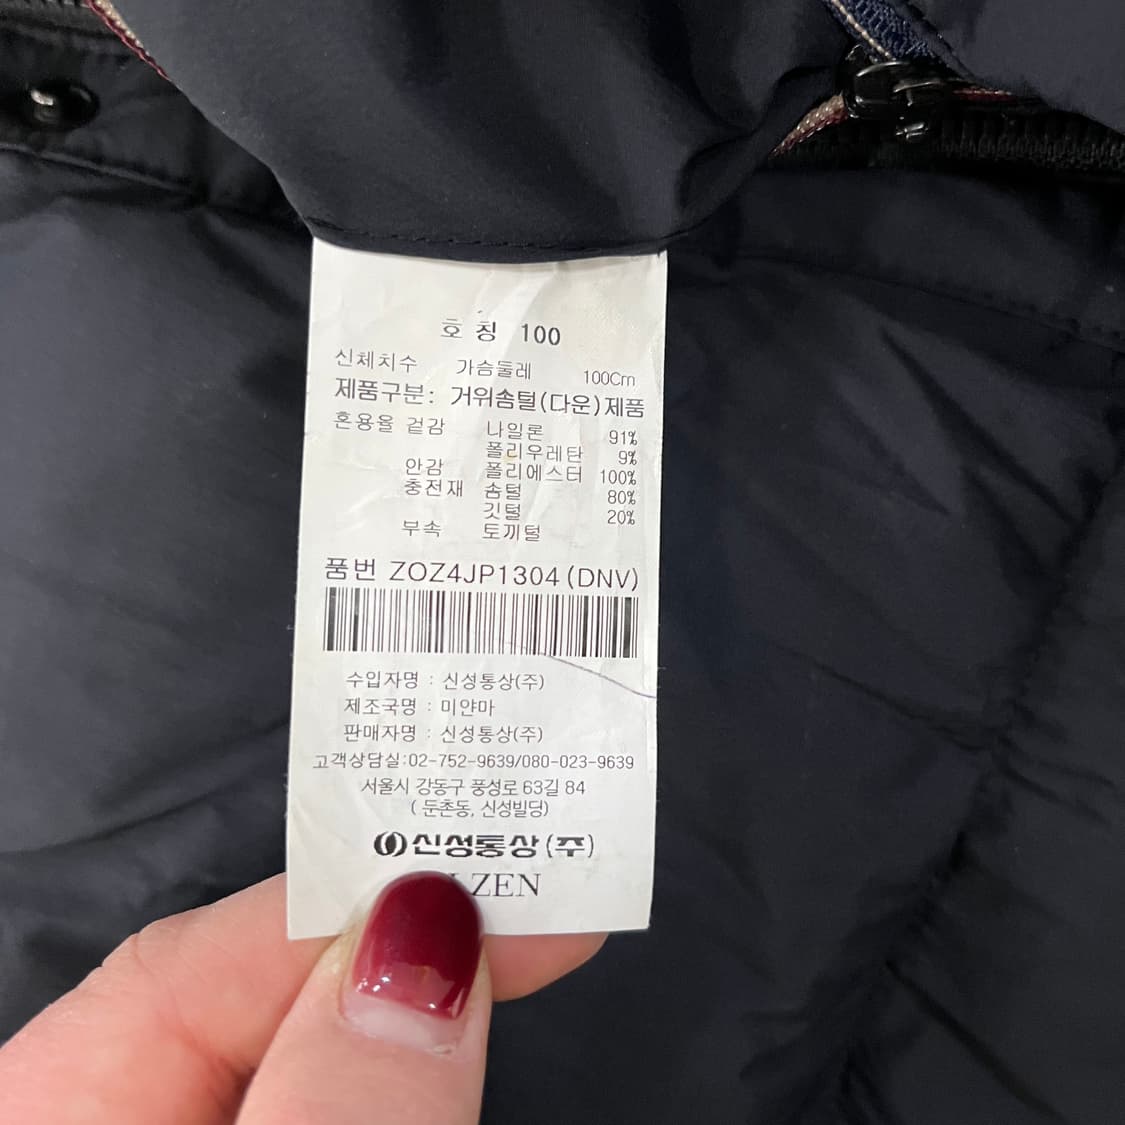 호 칭 100
신체치수 가슴둘레 100Cm
제품구분: 거위솜털(다운)제품
혼용율 겉감 나일론 91%
폴리우레탄 9%
안감 폴리에스터 100%
충전재 솜털 80%
깃털 20%
부속 토끼털
품번 ZOZ4JP1304(DNV)
수입자명 : 신성통상(주)
제조국명 : 미얀마
판매자명 : 신성통상(주)
고객상담실:02-752-9639/080-023-9639
서울시 강동구 풍성로 63길 84
(둔촌동, 신성빌딩)
신성통상(주)
ZEN